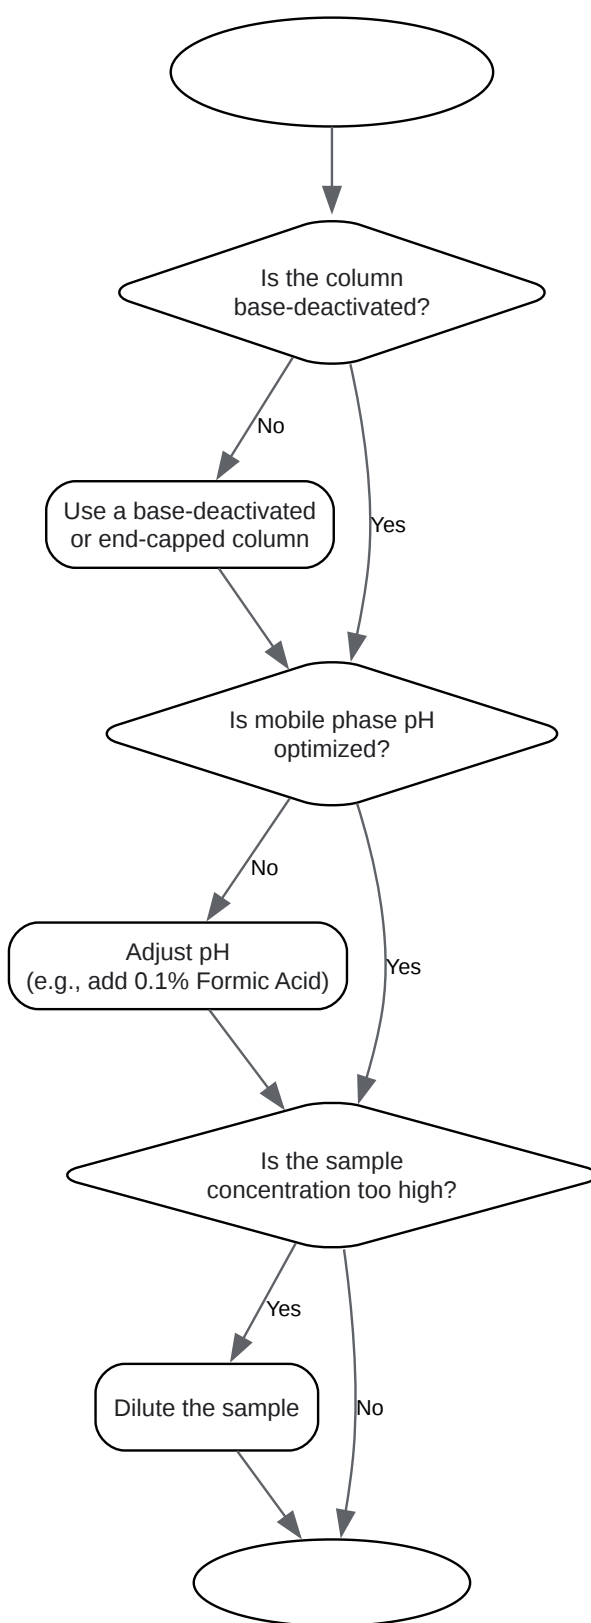 Is the column
base-deactivated?
No
Use a base-deactivated
or end-capped column
Yes
Is mobile phase pH
optimized?
No
Adjust pH
(e.g., add 0.1% Formic Acid)
Yes
Is the sample
concentration too high?
Yes
Dilute the sample
No